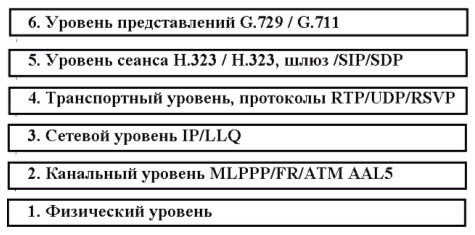 6. Уровень представлений G.729 / G.711
5. Уровень сеанса H.323 / H.323, шлюз /SIP/SDP
4. Транспортный уровень, протоколы RTP/UDP/RSVP
3. Сетевой уровень IP/LLQ
2. Канальный уровень MLPPP/FR/ATM AAL5
1. Физический уровень